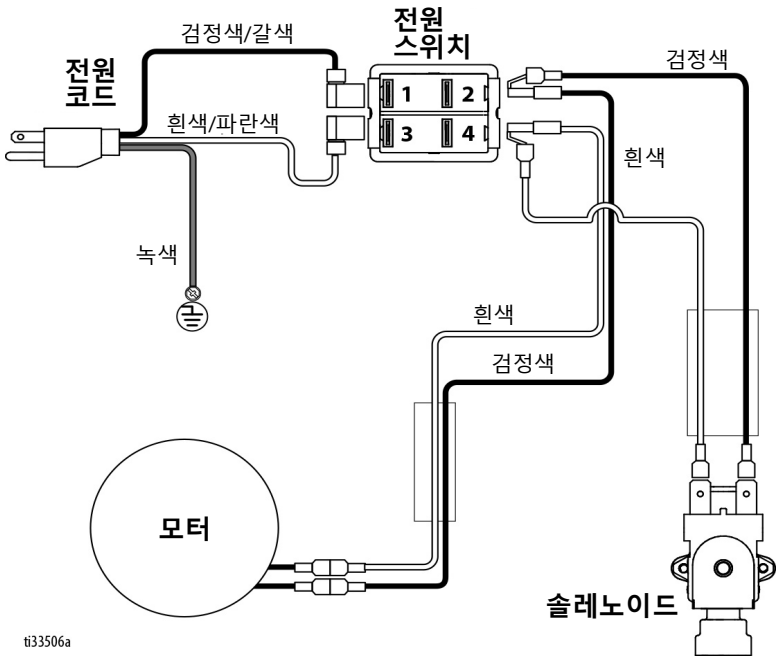 전원
스위치
검정색/갈색
검정색
전원
코드
1
2
흰색/파란색
3
4
흰색
녹색
흰색
검정색
모터
솔레노이드
ti33506a